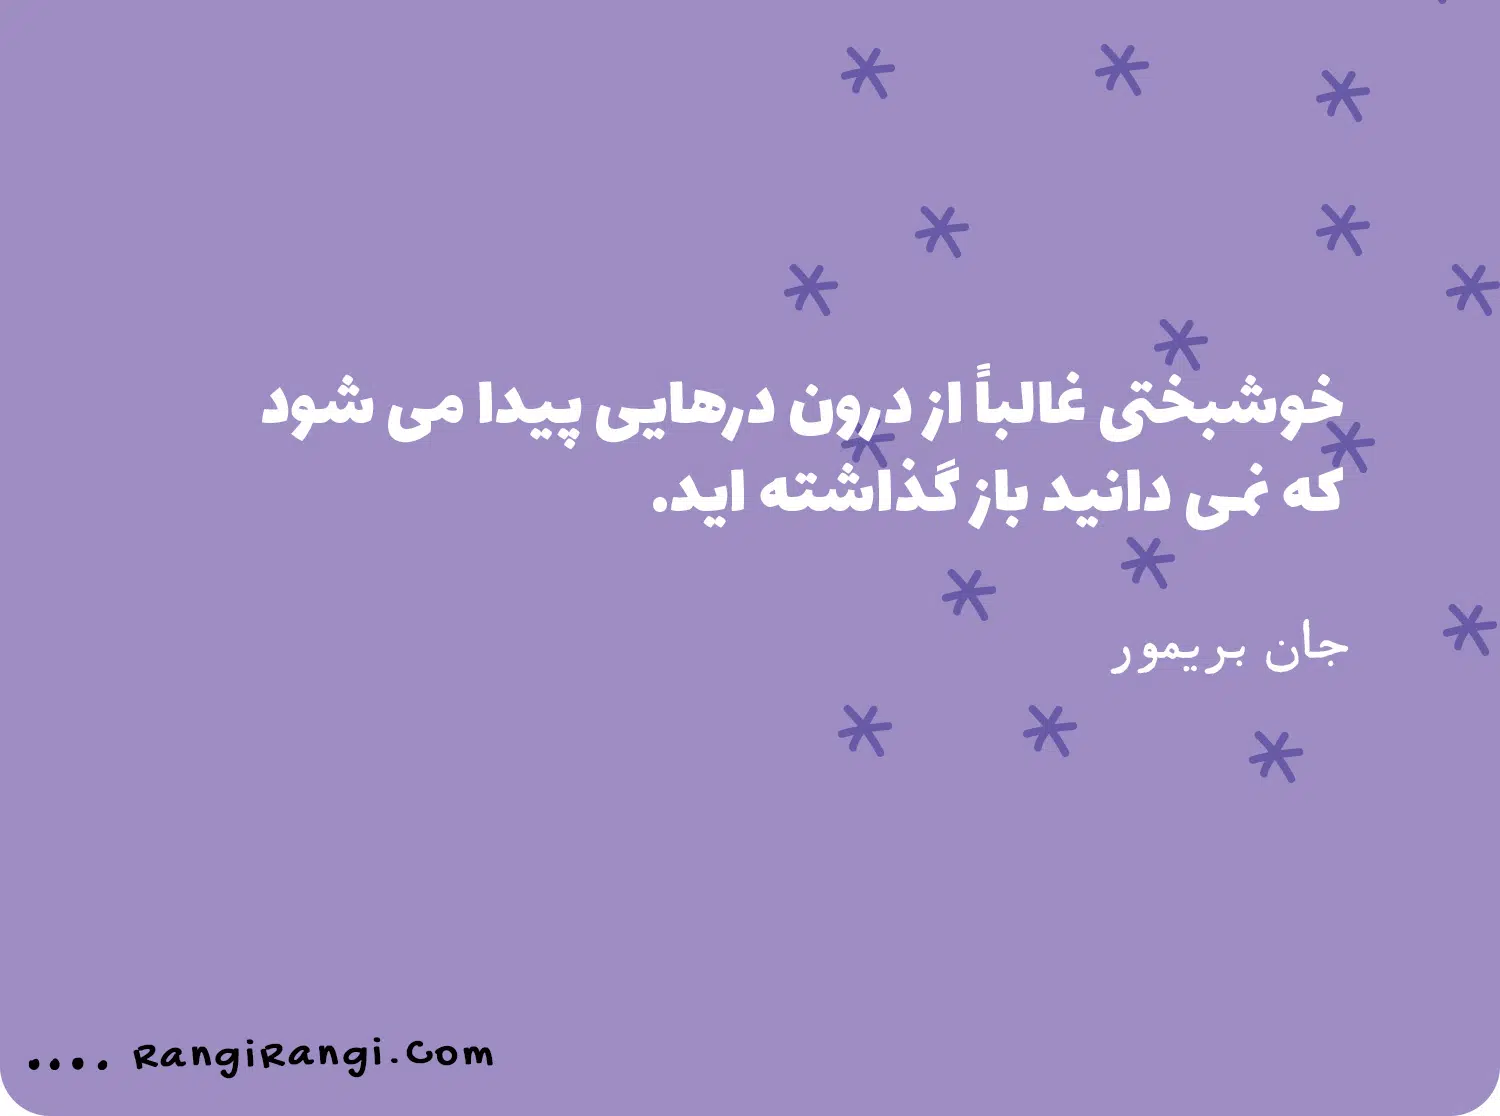 خوشبختی غالباً از درون درهایی پیدا می شود
که نمی دانید باز گذاشته اید.
جان بریمور
.... RangiRangi.Com